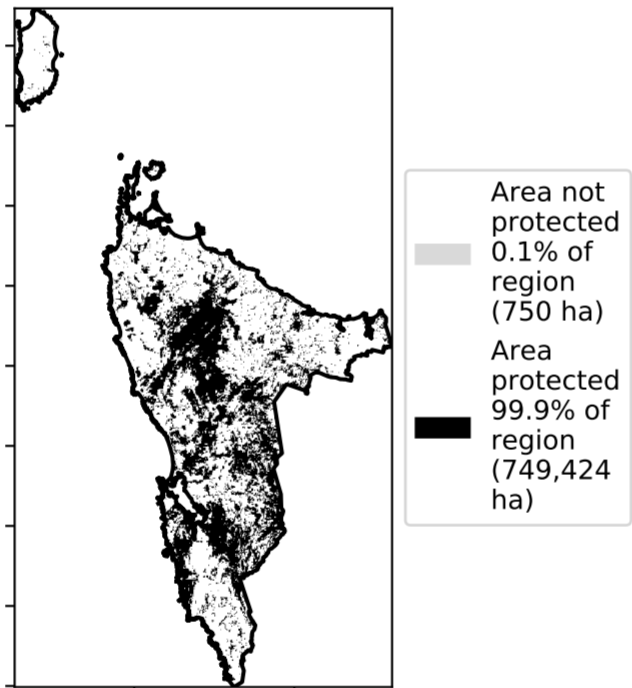 Area not
protected
0.1% of
region
(750 ha)
Area
protected
99.9% of
region
(749,424
ha)